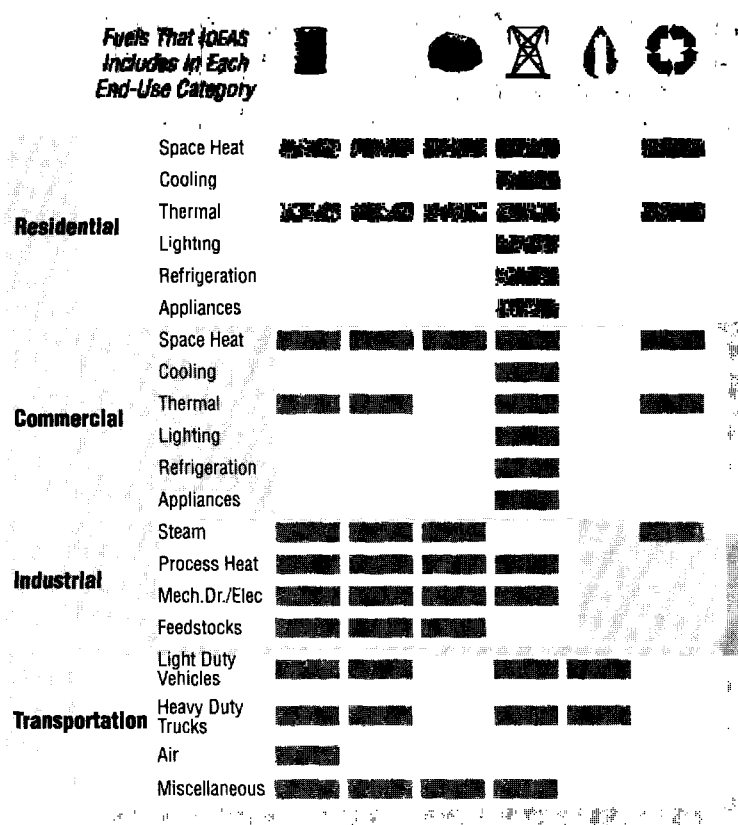 Fuels That IDEAS
Includes in Each
End-Use Category
Residential
Space Heat
Cooling
Thermal
Lighting
Refrigeration
Appliances
Commercial
Space Heat
Cooling
Thermal
Lighting
Refrigeration
Appliances
Industrial
Steam
Process Heat
Mech.Dr./Elec
Feedstocks
Transportation
Light Duty
Vehicles
Heavy Duty
Trucks
Air
Miscellaneous